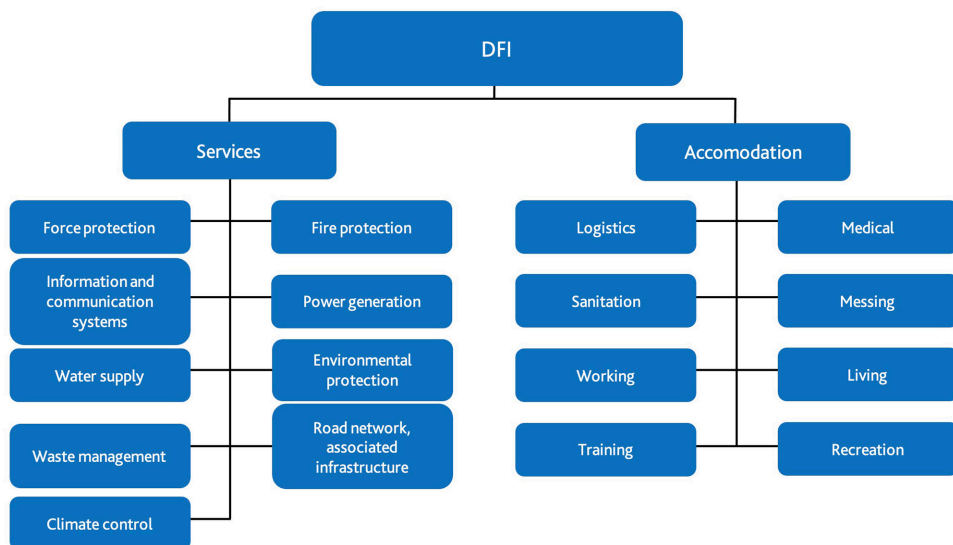 DFI
Services
Accomodation
Force protection
Fire protection
Logistics
Medical
Information and
communication
systems
Power generation
Sanitation
Messing
Water supply
Environmental
protection
Working
Living
Waste management
Road network,
associated
infrastructure
Training
Recreation
Climate control